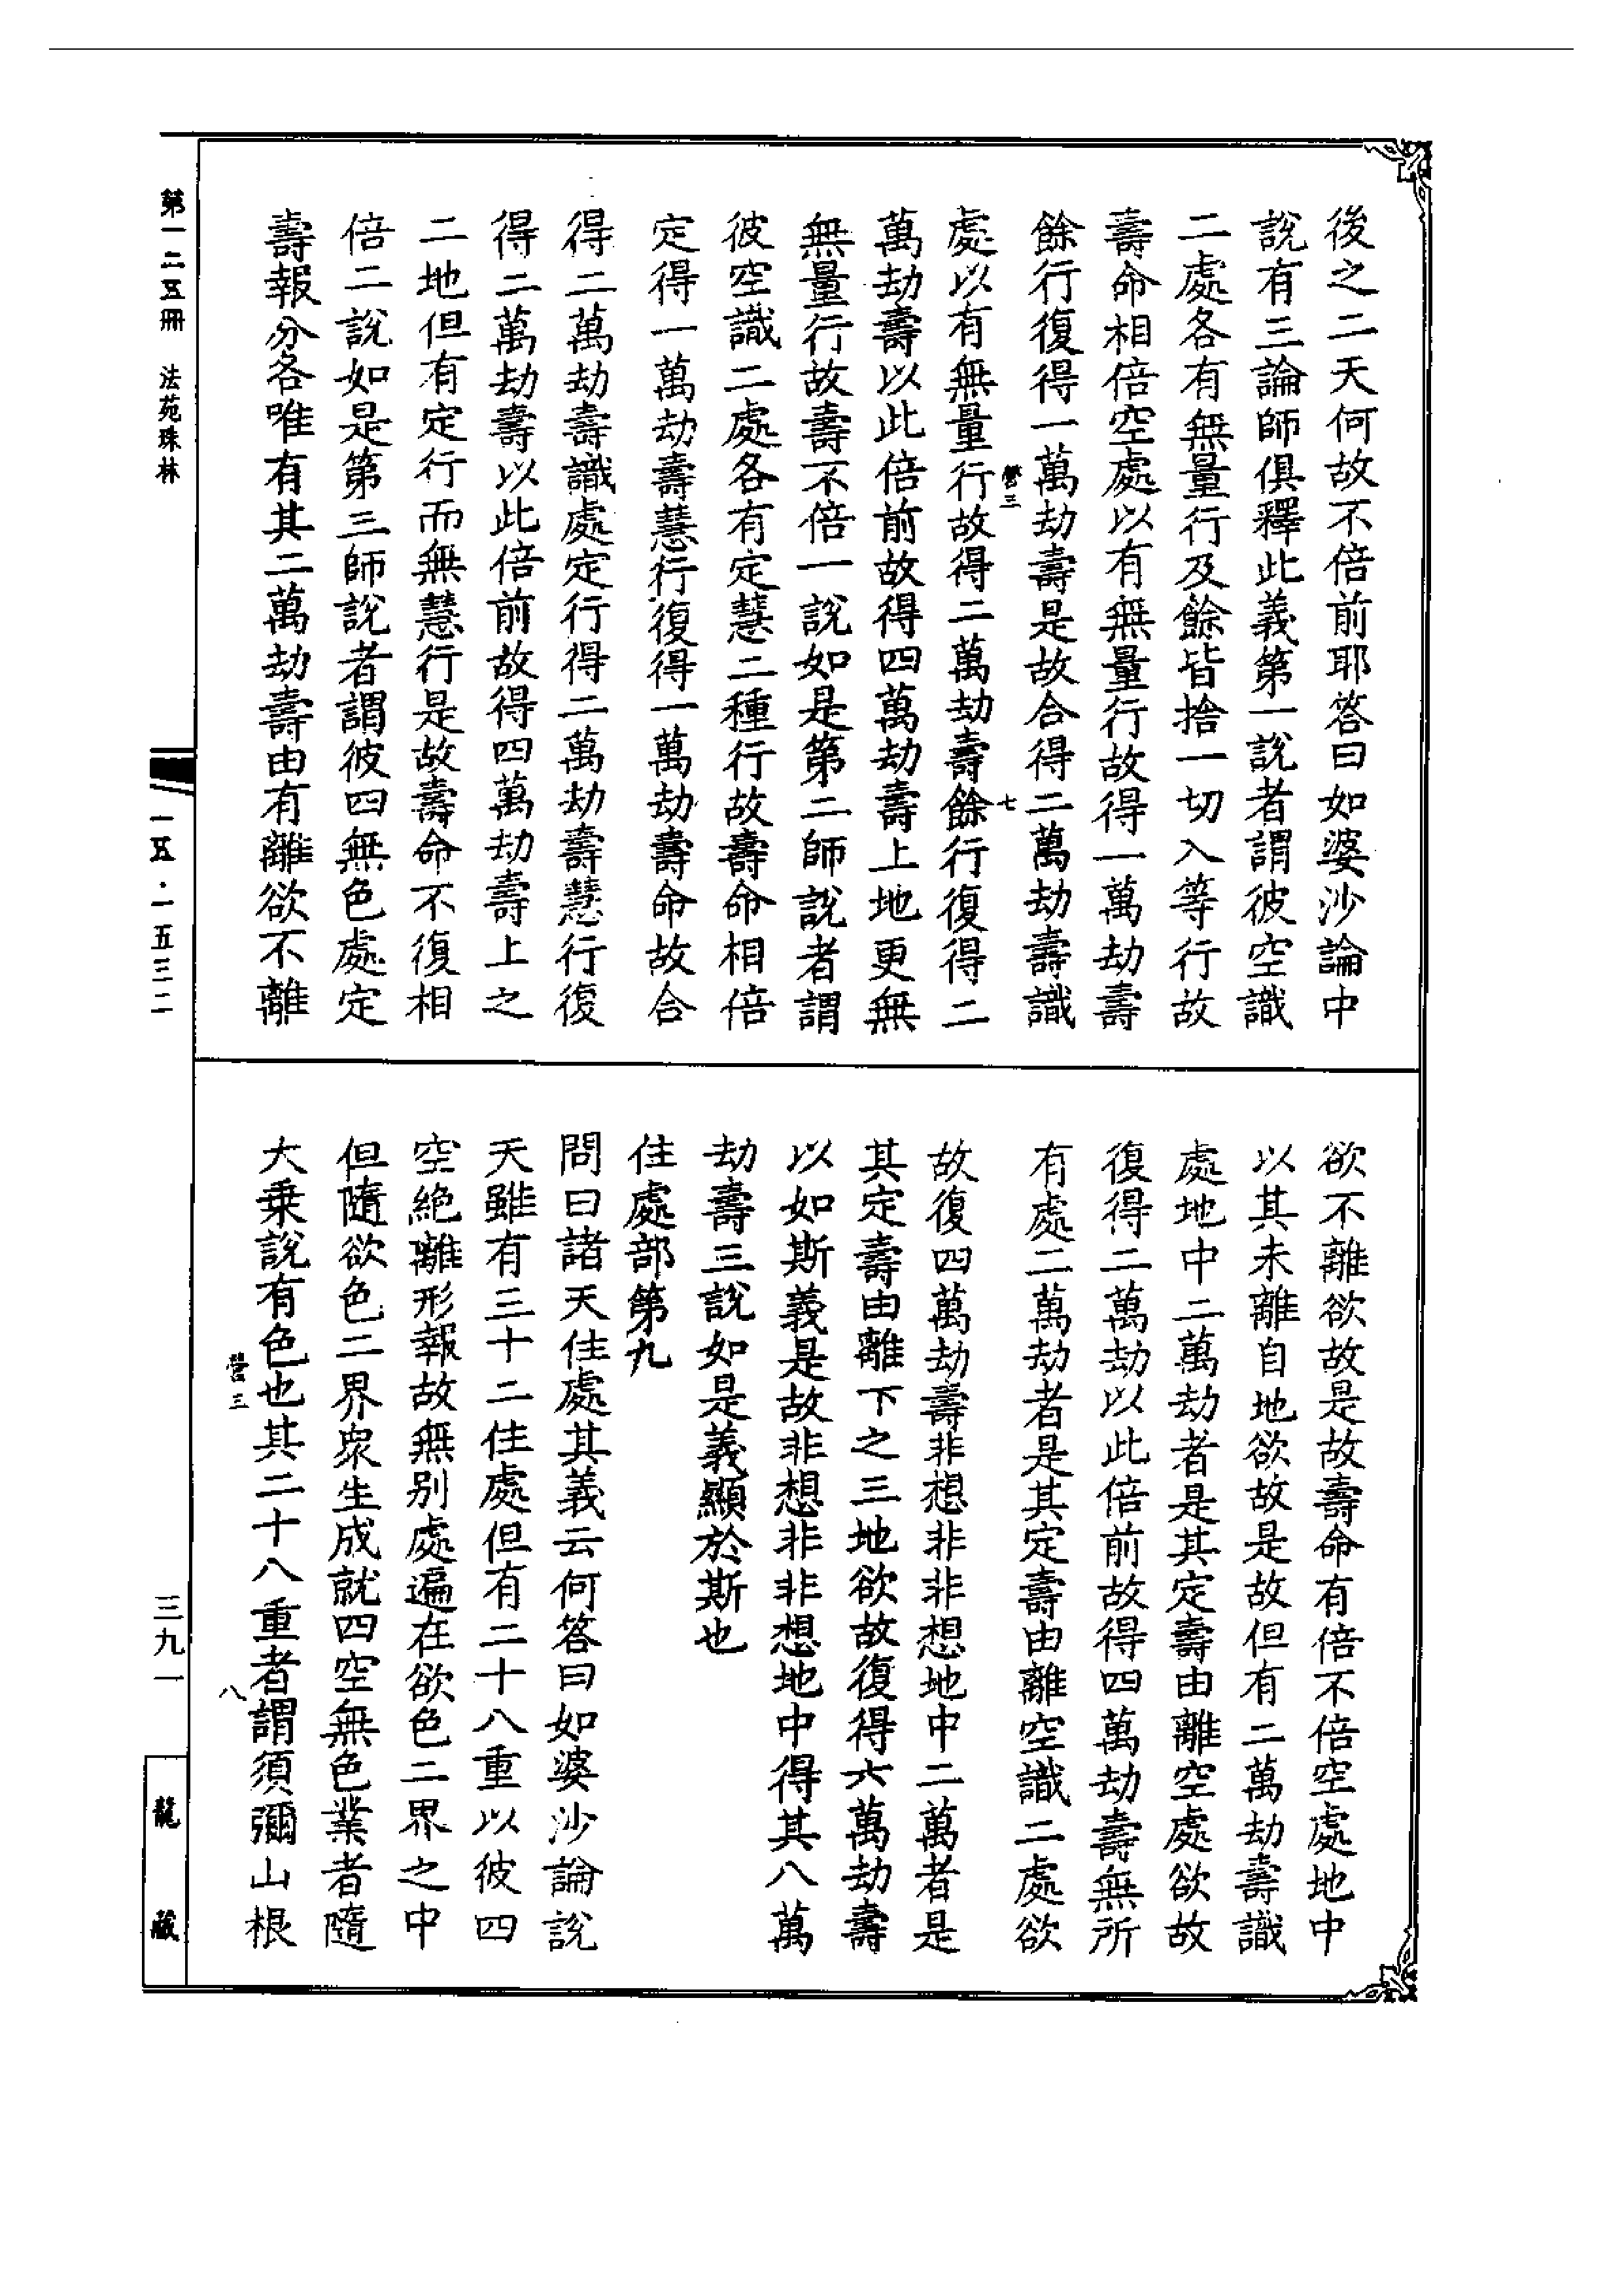 後之二天何故不倍前耶答曰如婆沙論中
說有三論師俱釋此義第一說者謂彼空識
二處各有無量行及餘皆捨一切入等行故
壽命相倍空處以有無量行故得一萬劫壽
餘行復得一萬劫壽是故合得二萬劫壽識
營三
七
處以有無量行故得二萬劫壽餘行復得二
萬劫壽以此倍前故得四萬劫壽上地更無
無量行故壽不倍一說如是第二師說者謂
彼空識二處各有定慧二種行故壽命相倍
定得一萬劫壽慧行復得一萬劫壽命故合
得二萬劫壽識處定行得二萬劫壽慧行復
得二萬劫壽以此倍前故得四萬劫壽上之
二地但有定行而無慧行是故壽命不復相
倍二說如是第三師說者謂彼四無色處定
壽報分各唯有其二萬劫壽由有離欲不離
欲不離欲故是故壽命有倍不倍空處地中
以其未離自地欲故是故但有二萬劫壽識
處地中二萬劫者是其定壽由離空處欲故
復得二萬劫以此倍前故得四萬劫壽無所
有處二萬劫者是其定壽由離空識二處欲
故復四萬劫壽非想非非想地中二萬者是
其定壽由離下之三地欲故復得六萬劫壽
以如斯義是故非想非非想地中得其八萬
劫壽三說如是義顯於斯也
住處部第九
問曰諸天住處其義云何答曰如婆沙論說
天雖有三十二住處但有二十八重以彼四
空絕離形報故無别處遍在欲色二界之中
但隨欲色二界眾生成就四空無色業者隨
大乘說有色也其二十八重者謂須彌山根
營三
八
第一二五冊 法苑珠林
一五·一五三二
三九一
龍藏